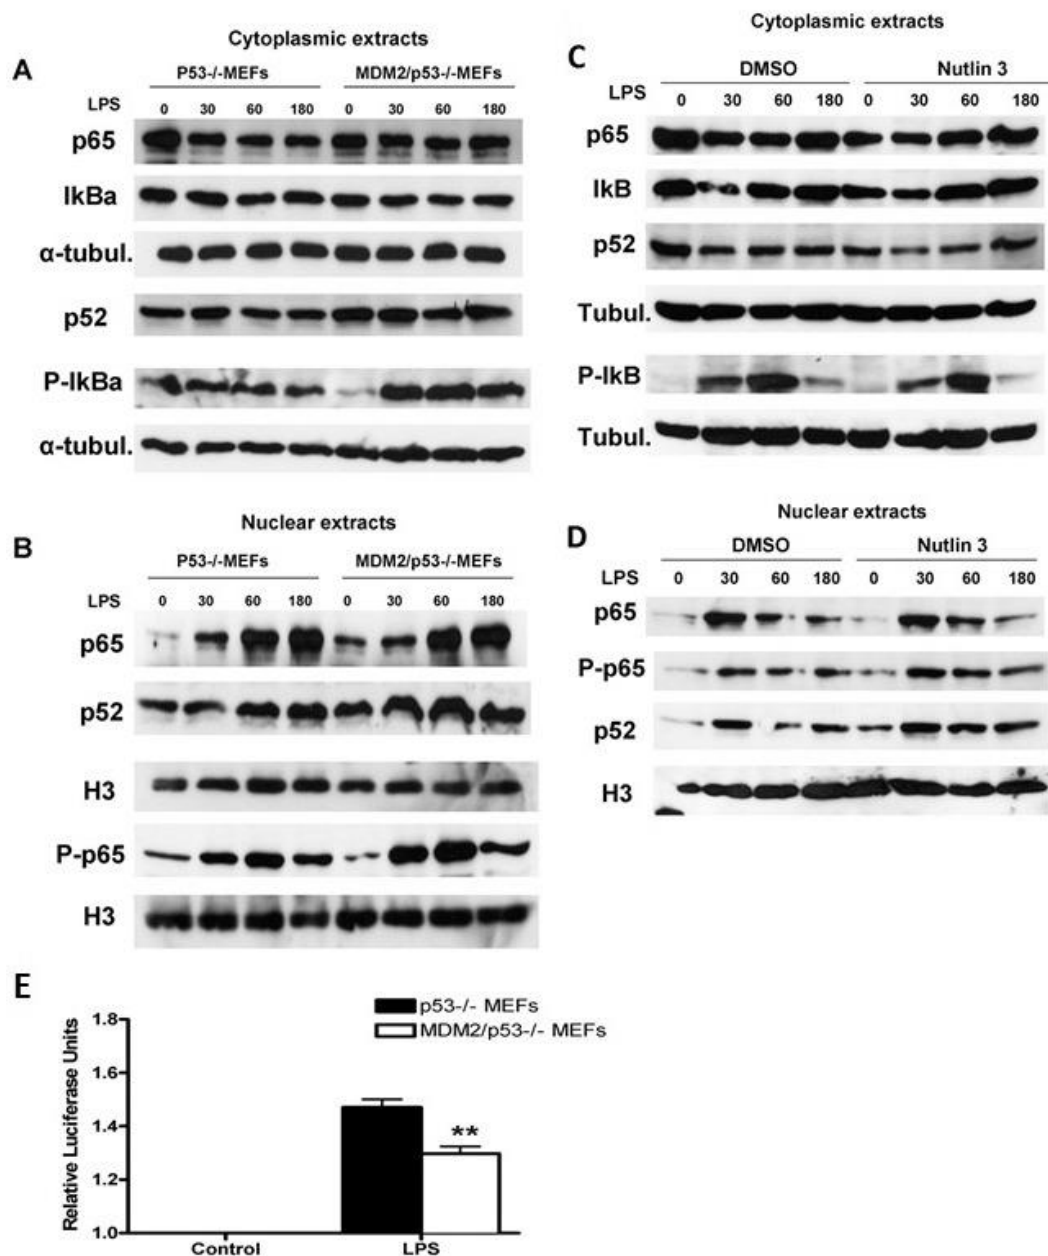 Cytoplasmic extracts
A
P53-/-MEFs MDM2/p53-/-MEFs
LPS 0 30 60 180 0 30 60 180
p65
IkBa
α-tubul.
p52
P-IkBa
α-tubul.
Nuclear extracts
B
P53-/-MEFs MDM2/p53-/-MEFs
LPS 0 30 60 180 0 30 60 180
p65
p52
H3
P-p65
H3
Cytoplasmic extracts
C
DMSO Nutlin 3
LPS 0 30 60 180 0 30 60 180
p65
IkB
p52
Tubul.
P-IkB
Tubul.
Nuclear extracts
D
DMSO Nutlin 3
LPS 0 30 60 180 0 30 60 180
p65
P-p65
p52
H3
E
p53-/- MEFs
MDM2/p53-/- MEFs
Relative Luciferase Units
1.8
1.6
1.4
1.2
1.0
**
Control LPS